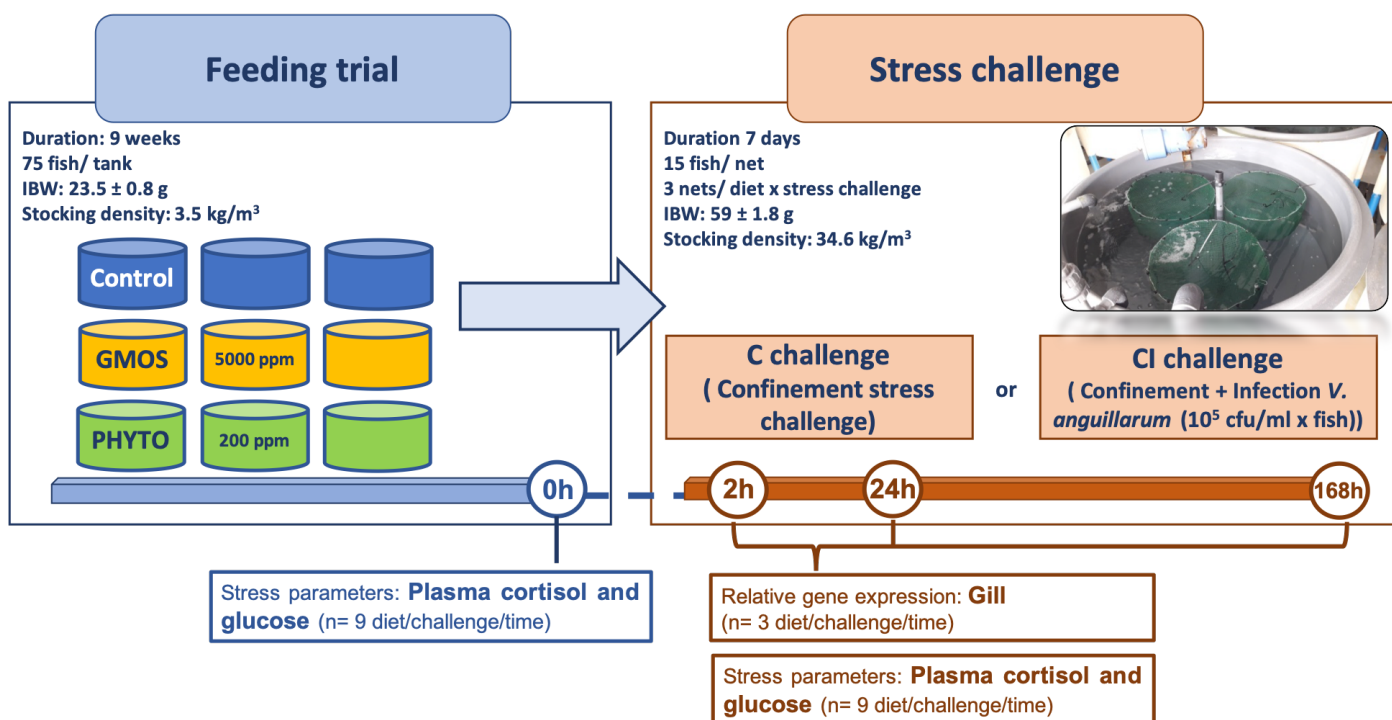 Feeding trial
Duration: 9 weeks
75 fish/ tank
IBW: 23.5 ± 0.8 g
Stocking density: 3.5 kg/m³
Control
GMOS
5000 ppm
PHYTO
200 ppm
0h
Stress parameters: Plasma cortisol and
glucose (n= 9 diet/challenge/time)
Stress challenge
Duration 7 days
15 fish/ net
3 nets/ diet x stress challenge
IBW: 59 ± 1.8 g
Stocking density: 34.6 kg/m³
C challenge
( Confinement stress
challenge)
or
CI challenge
( Confinement + Infection V.
anguillarum (10⁵ cfu/ml x fish))
2h
24h
168h
Relative gene expression: Gill
(n= 3 diet/challenge/time)
Stress parameters: Plasma cortisol and
glucose (n= 9 diet/challenge/time)